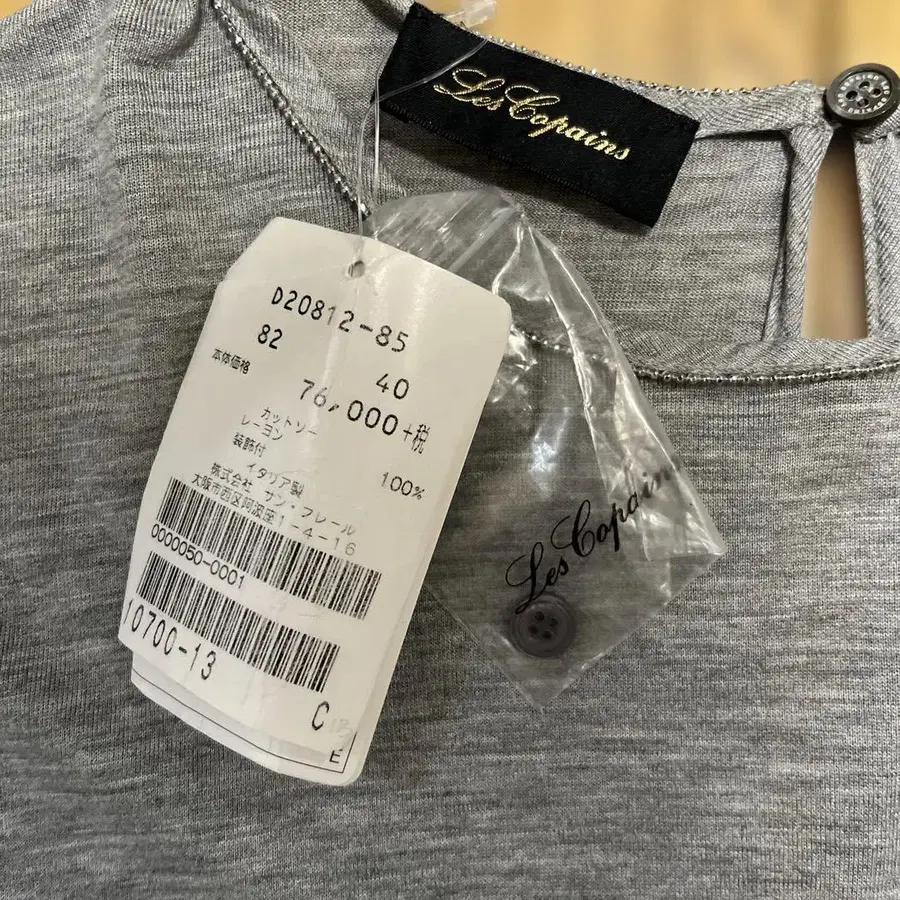 Les Copains
D20812-85
82 40
本体価格 76,000+税
カットソー
レーヨン 100%
装飾付
イタリア製
株式会社 サン・フレール
大阪市西区阿波座1-4-16
0000050-0001
10700-13
C
E
Les Copains